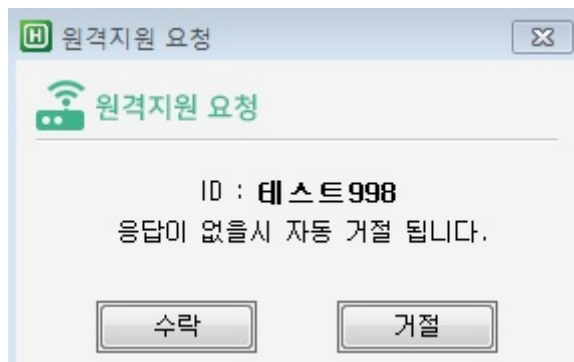 H 원격지원 요청
원격지원 요청
ID : 테스트998
응답이 없을시 자동 거절 됩니다.
수락 거절